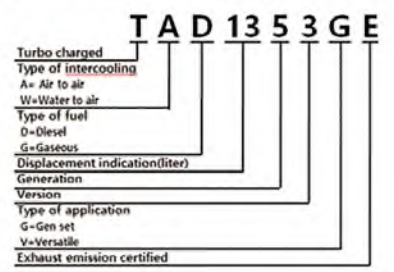 T A D 13 5 3 G E
Turbo charged
Type of intercooling
A= Air to air
W=Water to air
Type of fuel
D=Diesel
G=Gaseous
Displacement indication(liter)
Generation
Version
Type of application
G=Gen set
V=Versatile
Exhaust emission certified